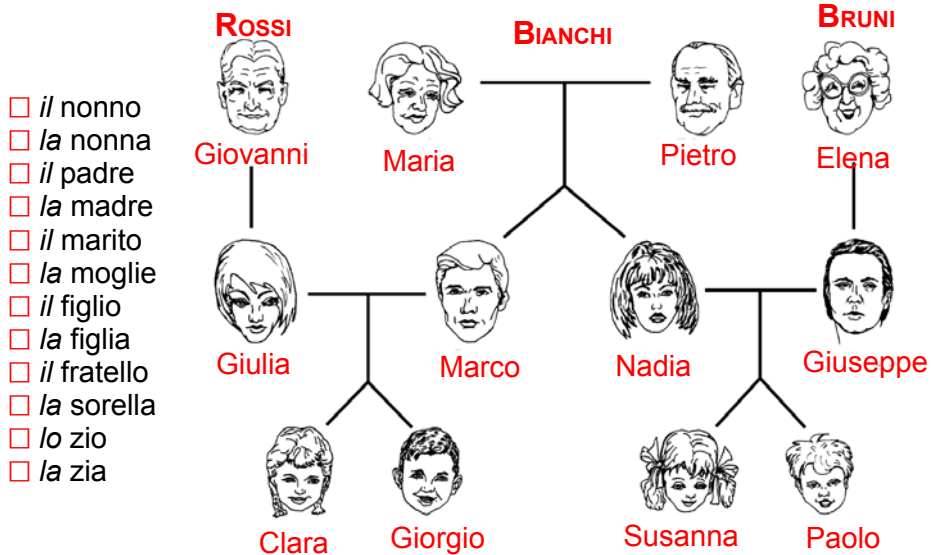 ROSSI
BIANCHI
BRUNI
□ il nonno
□ la nonna
□ il padre
□ la madre
□ il marito
□ la moglie
□ il figlio
□ la figlia
□ il fratello
□ la sorella
□ lo zio
□ la zia
Giovanni
Maria
Pietro
Elena
Giulia
Marco
Nadia
Giuseppe
Clara
Giorgio
Susanna
Paolo